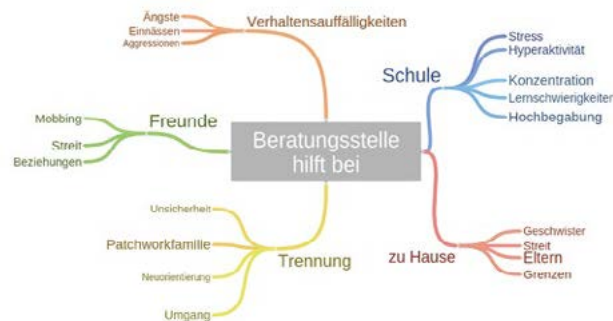 Ängste
Einnässen
Aggressionen
Verhaltensauffälligkeiten
Mobbing
Streit
Beziehungen
Freunde
Beratungsstelle
hilft bei
Schule
Stress
Hyperaktivität
Konzentration
Lernschwierigkeiter
Hochbegabung
Unsicherheit
Patchworkfamilie
Neuorientierung
Umgang
Trennung
zu Hause
Geschwister
Streit
Eltern
Grenzen